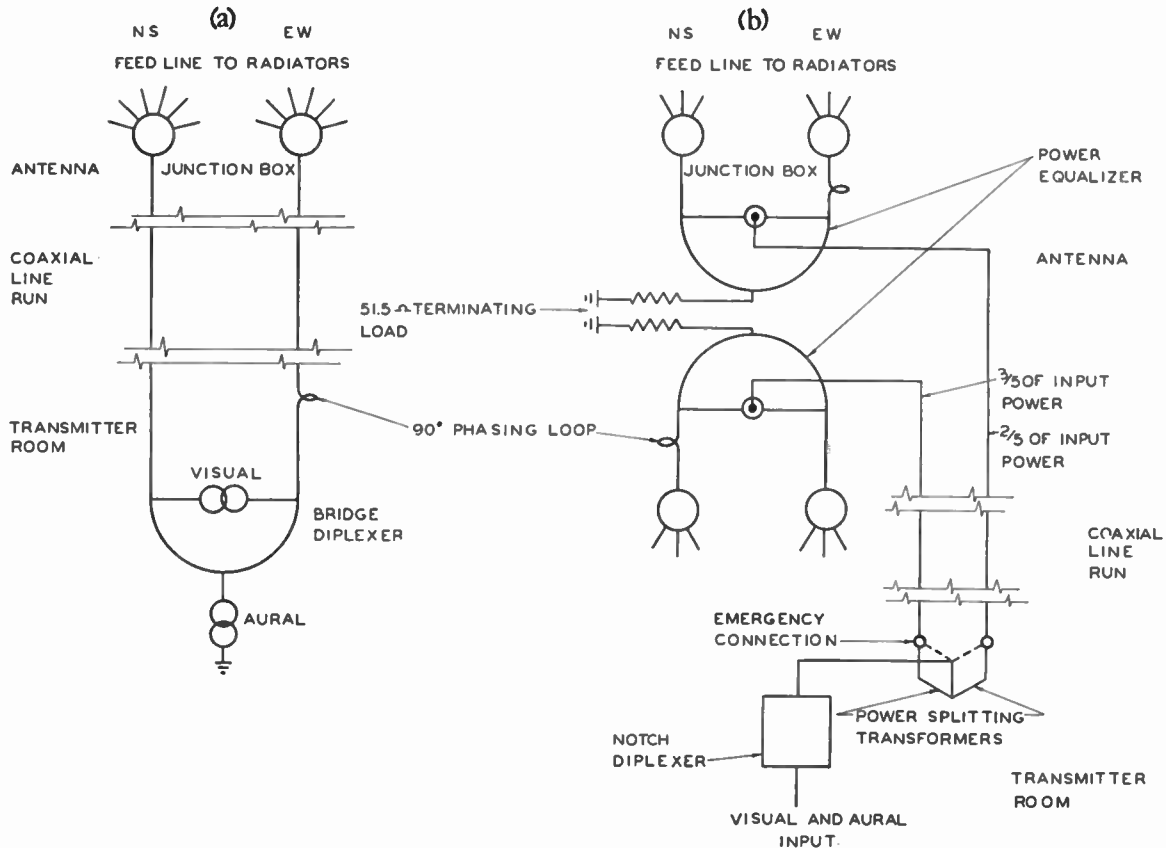 (a)
NS EW
FEED LINE TO RADIATORS
ANTENNA
JUNCTION BOX
COAXIAL
LINE
RUN
TRANSMITTER
ROOM
VISUAL
BRIDGE
DIPLEXER
AURAL
(b)
NS EW
FEED LINE TO RADIATORS
JUNCTION BOX
POWER
EQUALIZER
ANTENNA
51.5 Ω TERMINATING
LOAD
90° PHASING LOOP
3/5 OF INPUT
POWER
2/5 OF INPUT
POWER
COAXIAL
LINE
RUN
EMERGENCY
CONNECTION
POWER SPLITTING
TRANSFORMERS
NOTCH
DIPLEXER
TRANSMITTER
ROOM
VISUAL AND AURAL
INPUT